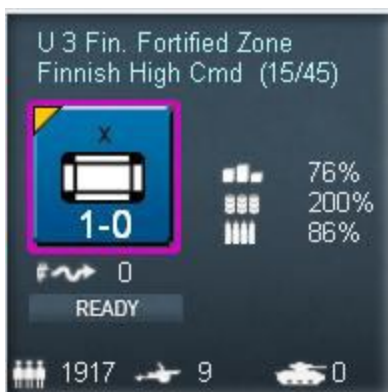 U 3 Fin. Fortified Zone
Finnish High Cmd (15/45)
X
1-0
76%
200%
86%
0
READY
1917 9 0